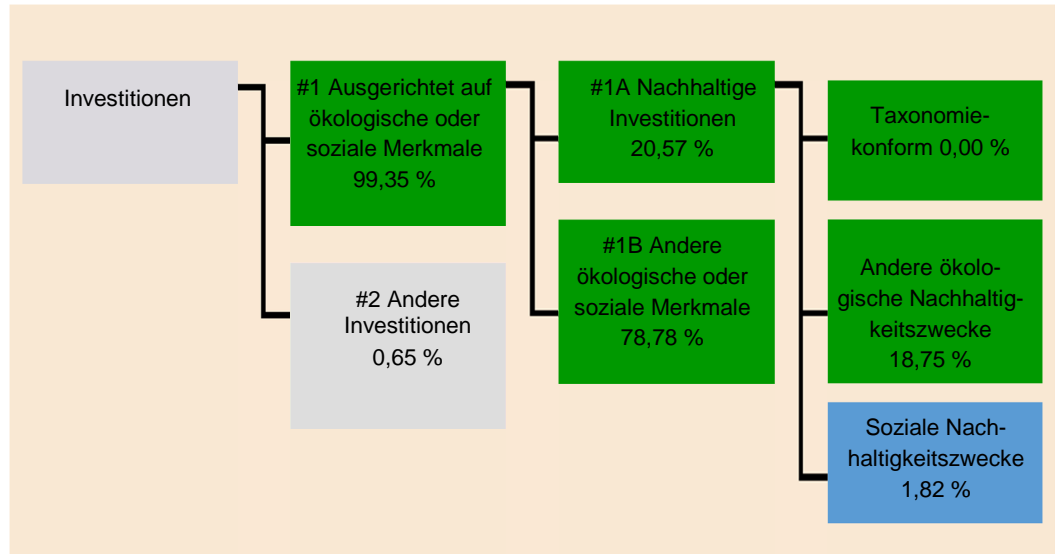 Investitionen
#1 Ausgerichtet auf
ökologische oder
soziale Merkmale
99,35 %
#2 Andere
Investitionen
0,65 %
#1A Nachhaltige
Investitionen
20,57 %
#1B Andere
ökologische oder
soziale Merkmale
78,78 %
Taxonomie-
konform 0,00 %
Andere ökolo-
gische Nachhaltig-
keitszwecke
18,75 %
Soziale Nach-
haltigkeitszwecke
1,82 %